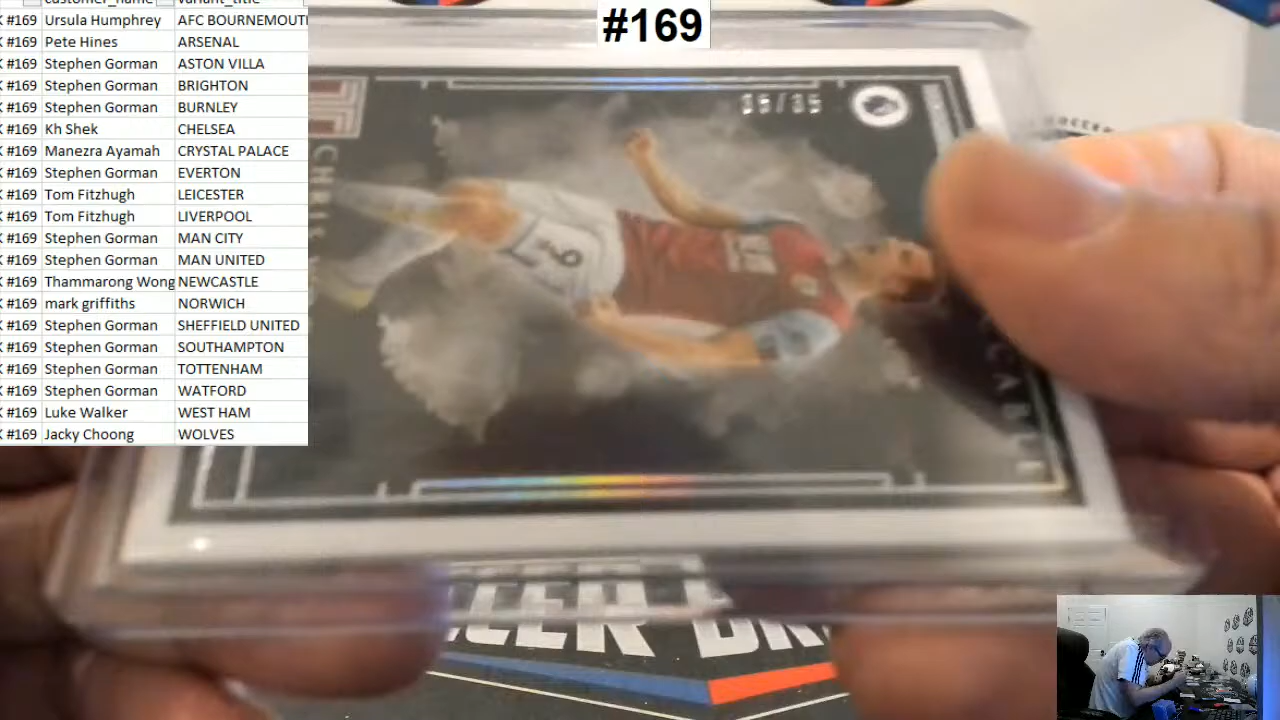 #169
customer_name variant_title
Ursula Humphrey AFC BOURNEMOUT
K #169 Pete Hines ARSENAL
K #169 Stephen Gorman ASTON VILLA
K #169 Stephen Gorman BRIGHTON
K #169 Stephen Gorman BURNLEY
K #169 Kh Shek CHELSEA
K #169 Manezra Ayamah CRYSTAL PALACE
K #169 Stephen Gorman EVERTON
K #169 Tom Fitzhugh LEICESTER
K #169 Tom Fitzhugh LIVERPOOL
K #169 Stephen Gorman MAN CITY
K #169 Stephen Gorman MAN UNITED
K #169 Thammarong Wong NEWCASTLE
K #169 mark griffiths NORWICH
K #169 Stephen Gorman SHEFFIELD UNITED
K #169 Stephen Gorman SOUTHAMPTON
K #169 Stephen Gorman TOTTENHAM
K #169 Stephen Gorman WATFORD
K #169 Luke Walker WEST HAM
K #169 Jacky Choong WOLVES
CHRIS
9